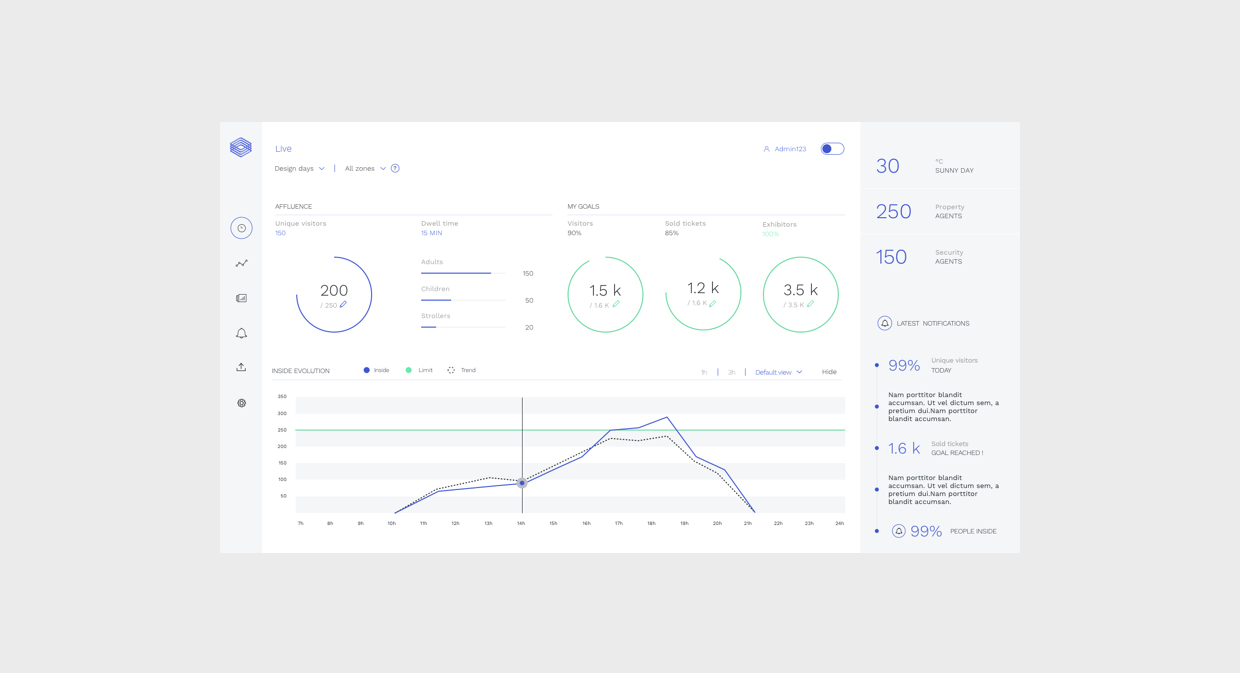 Live
Admin123
Design days
All zones
?
AFFLUENCE
Unique visitors
150
Dwell time
15 MIN
200
/ 250
Adults
150
Children
50
Strollers
20
MY GOALS
Visitors
90%
Sold tickets
85%
Exhibitors
100%
1.5 k
/ 1.6 K
1.2 k
/ 1.6 K
3.5 k
/ 3.5 K
INSIDE EVOLUTION
Inside
Limit
Trend
1h
2h
Default view
Hide
350
300
250
200
150
100
50
7h 8h 9h 10h 11h 12h 13h 14h 15h 16h 17h 18h 19h 20h 21h 22h 23h 24h
30
°C
SUNNY DAY
250
Property
AGENTS
150
Security
AGENTS
LATEST NOTIFICATIONS
99%
Unique visitors
TODAY
Nam porttitor blandit
accumsan. Ut vel dictum sem, a
pretium dui.Nam porttitor
blandit accumsan.
1.6 k
Sold tickets
GOAL REACHED !
Nam porttitor blandit
accumsan. Ut vel dictum sem, a
pretium dui.Nam porttitor
blandit accumsan.
99%
PEOPLE INSIDE